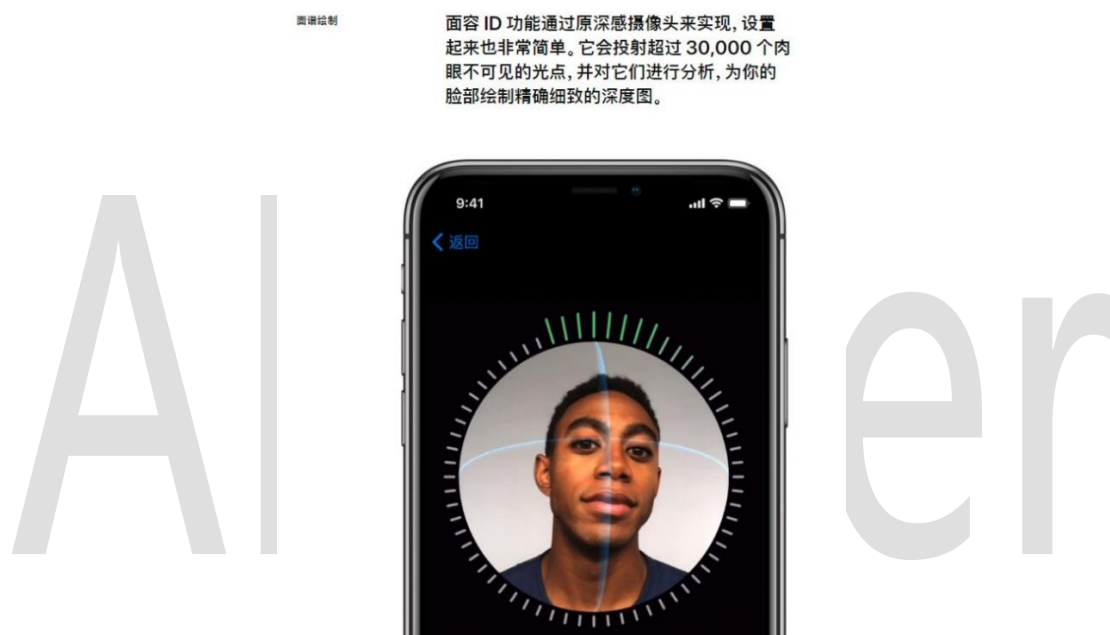 面谱绘制
面容 ID 功能通过原深感摄像头来实现，设置
起来也非常简单。它会投射超过 30,000 个肉
眼不可见的光点，并对它们进行分析，为你的
脸部绘制精确细致的深度图。
9:41
返回